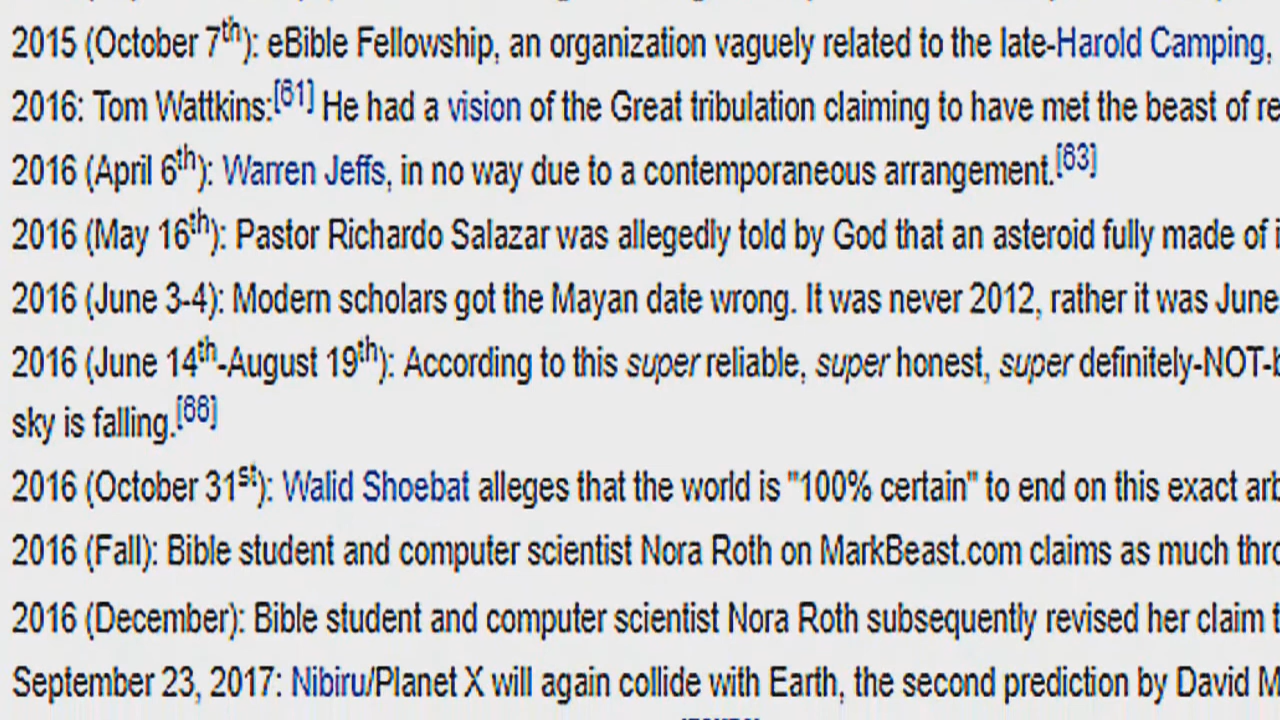 2015 (October 7th): eBible Fellowship, an organization vaguely related to the late-Harold Camping,
2016: Tom Wattkins:[61] He had a vision of the Great tribulation claiming to have met the beast of re
2016 (April 6th): Warren Jeffs, in no way due to a contemporaneous arrangement.[63]
2016 (May 16th): Pastor Richardo Salazar was allegedly told by God that an asteroid fully made of i
2016 (June 3-4): Modern scholars got the Mayan date wrong. It was never 2012, rather it was June
2016 (June 14th-August 19th): According to this super reliable, super honest, super definitely-NOT-b
sky is falling.[66]
2016 (October 31st): Walid Shoebat alleges that the world is "100% certain" to end on this exact arb
2016 (Fall): Bible student and computer scientist Nora Roth on MarkBeast.com claims as much thro
2016 (December): Bible student and computer scientist Nora Roth subsequently revised her claim t
September 23, 2017: Nibiru/Planet X will again collide with Earth, the second prediction by David M